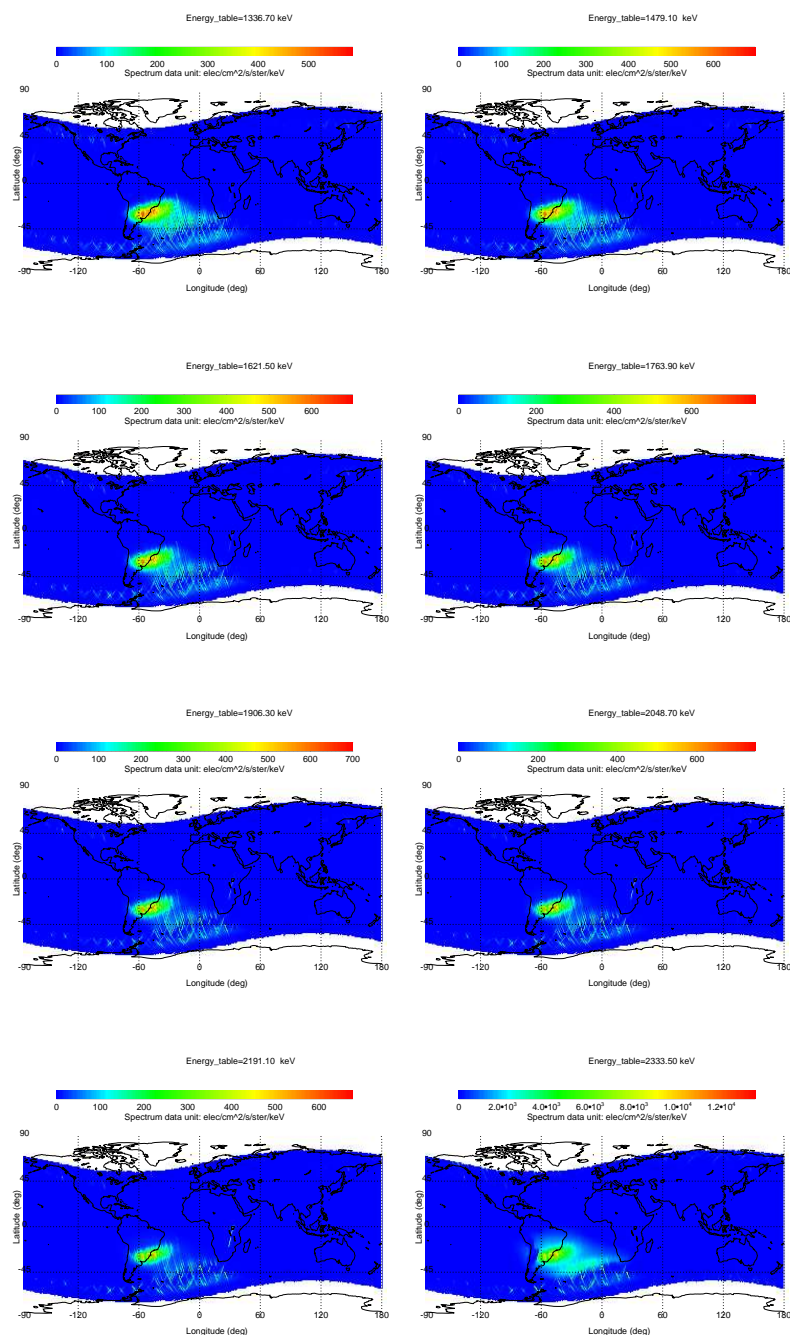 Energy_table=1336.70 keV
0 100 200 300 400 500
Spectrum data unit: elec/cm^2/s/ster/keV
90
Latitude (deg)
0
-90
-120 -60 0 60 120 180
Longitude (deg)
Energy_table=1479.10 keV
0 100 200 300 400 500 600
Spectrum data unit: elec/cm^2/s/ster/keV
90
Latitude (deg)
0
-90
-120 -60 0 60 120 180
Longitude (deg)
Energy_table=1621.50 keV
0 100 200 300 400 500 600
Spectrum data unit: elec/cm^2/s/ster/keV
90
Latitude (deg)
0
-90
-120 -60 0 60 120 180
Longitude (deg)
Energy_table=1763.90 keV
0 200 400 600
Spectrum data unit: elec/cm^2/s/ster/keV
90
Latitude (deg)
0
-90
-120 -60 0 60 120 180
Longitude (deg)
Energy_table=1906.30 keV
0 100 200 300 400 500 600 700
Spectrum data unit: elec/cm^2/s/ster/keV
90
Latitude (deg)
0
-90
-120 -60 0 60 120 180
Longitude (deg)
Energy_table=2048.70 keV
0 200 400 600
Spectrum data unit: elec/cm^2/s/ster/keV
90
Latitude (deg)
0
-90
-120 -60 0 60 120 180
Longitude (deg)
Energy_table=2191.10 keV
0 100 200 300 400 500 600
Spectrum data unit: elec/cm^2/s/ster/keV
90
Latitude (deg)
0
-90
-120 -60 0 60 120 180
Longitude (deg)
Energy_table=2333.50 keV
0 2.0•10³ 4.0•10³ 6.0•10³ 8.0•10³ 1.0•10⁴ 1.2•10⁴
Spectrum data unit: elec/cm^2/s/ster/keV
90
Latitude (deg)
0
-90
-120 -60 0 60 120 180
Longitude (deg)